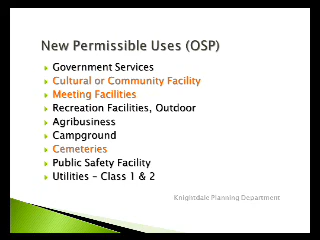 New Permissible Uses (OSP)
Government Services
Cultural or Community Facility
Meeting Facilities
Recreation Facilities, Outdoor
Agribusiness
Campground
Cemeteries
Public Safety Facility
Utilities – Class 1 & 2
Knightdale Planning Department